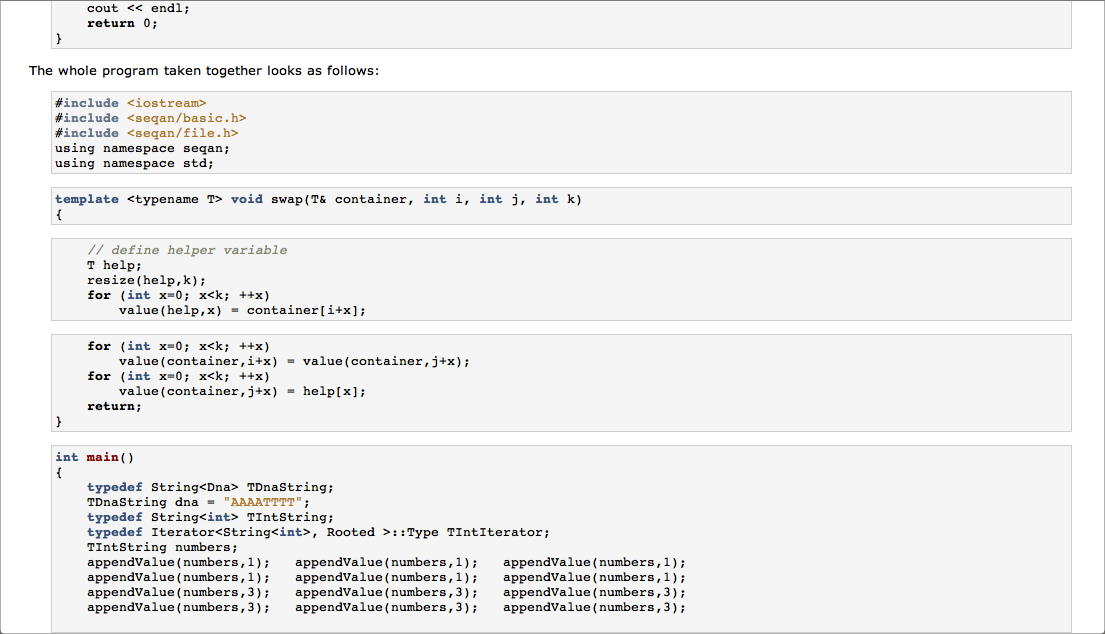 cout << endl;
    return 0;
}
The whole program taken together looks as follows:
#include <iostream>
#include <seqan/basic.h>
#include <seqan/file.h>
using namespace seqan;
using namespace std;
template <typename T> void swap(T& container, int i, int j, int k)
{
    // define helper variable
    T help;
    resize(help,k);
    for (int x=0; x<k; ++x)
        value(help,x) = container[i+x];
    for (int x=0; x<k; ++x)
        value(container,i+x) = value(container,j+x);
    for (int x=0; x<k; ++x)
        value(container,j+x) = help[x];
    return;
}
int main()
{
    typedef String<Dna> TDnaString;
    TDnaString dna = "AAAATTTT";
    typedef String<int> TIntString;
    typedef Iterator<String<int>, Rooted >::Type TIntIterator;
    TIntString numbers;
    appendValue(numbers,1);   appendValue(numbers,1);   appendValue(numbers,1);
    appendValue(numbers,1);   appendValue(numbers,1);   appendValue(numbers,1);
    appendValue(numbers,3);   appendValue(numbers,3);   appendValue(numbers,3);
    appendValue(numbers,3);   appendValue(numbers,3);   appendValue(numbers,3);